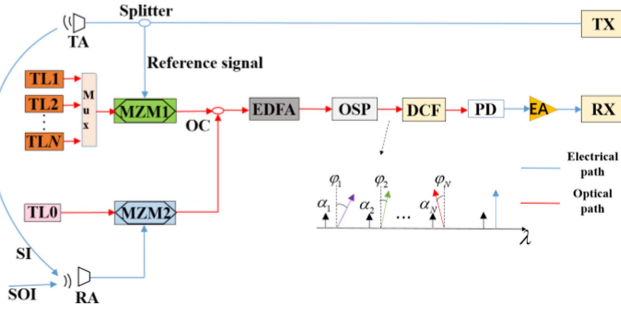 Splitter
TX
TA
Reference signal
TL1
TL2
⋮
TLN
Mux
MZM1
OC
EDFA
OSP
DCF
PD
EA
RX
TL0
MZM2
φ1
φ2
φN
α1
α2
...
αN
λ
Electrical
path
Optical
path
SI
SOI
RA